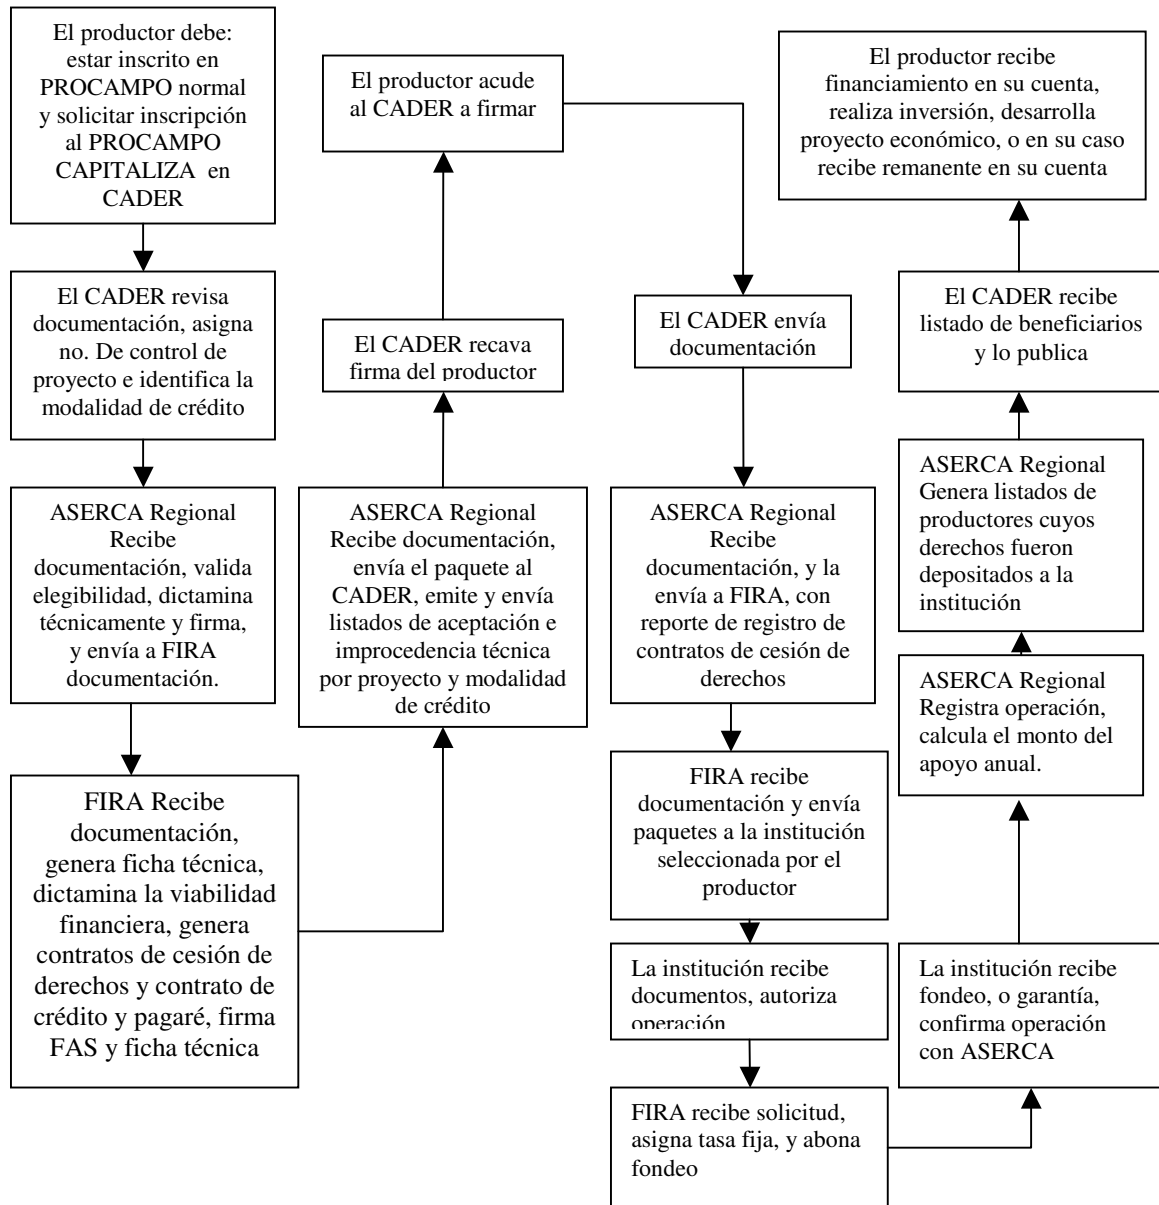 El productor debe:
estar inscrito en
PROCAMPO normal
y solicitar inscripción
al PROCAMPO
CAPITALIZA en
CADER
El CADER revisa
documentación, asigna
no. De control de
proyecto e identifica la
modalidad de crédito
ASERCA Regional
Recibe
documentación, valida
elegibilidad, dictamina
técnicamente y firma,
y envía a FIRA
documentación.
FIRA Recibe
documentación,
genera ficha técnica,
dictamina la viabilidad
financiera, genera
contratos de cesión de
derechos y contrato de
crédito y pagaré, firma
FAS y ficha técnica
ASERCA Regional
Recibe documentación,
envía el paquete al
CADER, emite y envía
listados de aceptación e
improcedencia técnica
por proyecto y modalidad
de crédito
El CADER recava
firma del productor
El productor acude
al CADER a firmar
El CADER envía
documentación
ASERCA Regional
Recibe
documentación, y la
envía a FIRA, con
reporte de registro de
contratos de cesión de
derechos
FIRA recibe
documentación y envía
paquetes a la institución
seleccionada por el
productor
La institución recibe
documentos, autoriza
operación
FIRA recibe solicitud,
asigna tasa fija, y abona
fondeo
La institución recibe
fondeo, o garantía,
confirma operación
con ASERCA
ASERCA Regional
Registra operación,
calcula el monto del
apoyo anual.
ASERCA Regional
Genera listados de
productores cuyos
derechos fueron
depositados a la
institución
El CADER recibe
listado de beneficiarios
y lo publica
El productor recibe
financiamiento en su cuenta,
realiza inversión, desarrolla
proyecto económico, o en su caso
recibe remanente en su cuenta